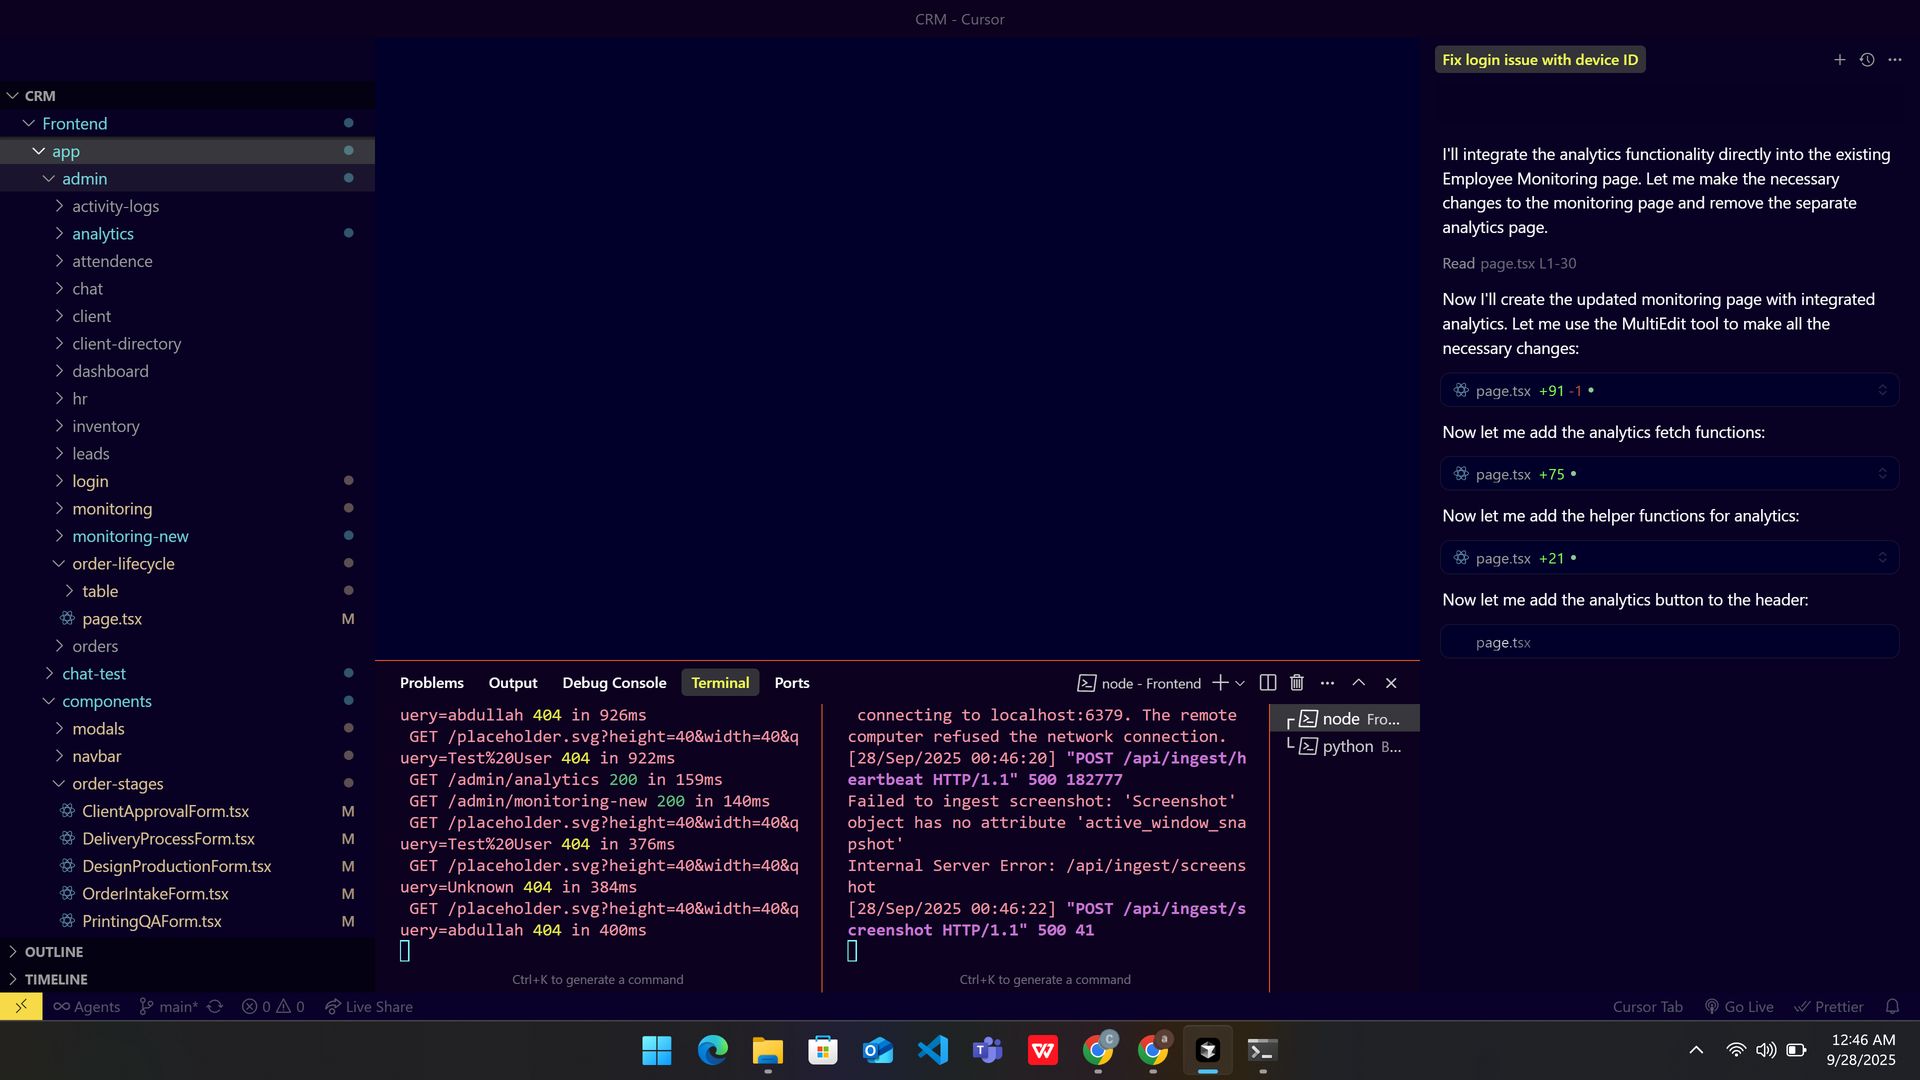 CRM - Cursor
CRM
Frontend
app
admin
activity-logs
analytics
attendence
chat
client
client-directory
dashboard
hr
inventory
leads
login
monitoring
monitoring-new
order-lifecycle
table
page.tsx M
orders
chat-test
components
modals
navbar
order-stages
ClientApprovalForm.tsx M
DeliveryProcessForm.tsx M
DesignProductionForm.tsx M
OrderIntakeForm.tsx M
PrintingQAForm.tsx M
OUTLINE
TIMELINE
Problems Output Debug Console Terminal Ports
node - Frontend
uery=abdullah 404 in 926ms
GET /placeholder.svg?height=40&width=40&q
uery=Test%20User 404 in 922ms
GET /admin/analytics 200 in 159ms
GET /admin/monitoring-new 200 in 140ms
GET /placeholder.svg?height=40&width=40&q
uery=Test%20User 404 in 376ms
GET /placeholder.svg?height=40&width=40&q
uery=Unknown 404 in 384ms
GET /placeholder.svg?height=40&width=40&q
uery=abdullah 404 in 400ms
Ctrl+K to generate a command
connecting to localhost:6379. The remote
computer refused the network connection.
[28/Sep/2025 00:46:20] "POST /api/ingest/h
eartbeat HTTP/1.1" 500 182777
Failed to ingest screenshot: 'Screenshot'
object has no attribute 'active_window_sna
pshot'
Internal Server Error: /api/ingest/screens
hot
[28/Sep/2025 00:46:22] "POST /api/ingest/s
creenshot HTTP/1.1" 500 41
Ctrl+K to generate a command
node Fro...
python B...
Fix login issue with device ID
I'll integrate the analytics functionality directly into the existing
Employee Monitoring page. Let me make the necessary
changes to the monitoring page and remove the separate
analytics page.
Read page.tsx L1-30
Now I'll create the updated monitoring page with integrated
analytics. Let me use the MultiEdit tool to make all the
necessary changes:
page.tsx +91 -1
Now let me add the analytics fetch functions:
page.tsx +75
Now let me add the helper functions for analytics:
page.tsx +21
Now let me add the analytics button to the header:
page.tsx
Agents main* 0 0 Live Share
Cursor Tab Go Live Prettier
12:46 AM
9/28/2025